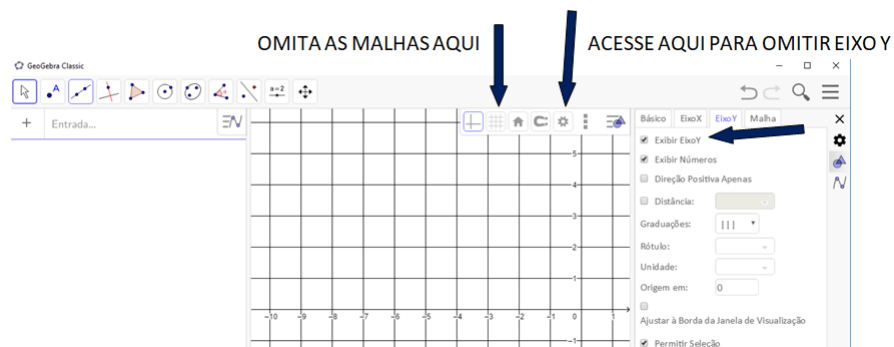 OMITA AS MALHAS AQUI
ACESSE AQUI PARA OMITIR EIXO Y
GeoGebra Classic
A
a=2
+ Entrada...
Básico EixoX EixoY Malha
Exibir EixoY
Exibir Números
Direção Positiva Apenas
Distância:
Graduações: | | |
Rótulo:
Unidade:
Origem em: 0
Ajustar à Borda da Janela de Visualização
Permitir Seleção
5
4
3
2
1
-10 -9 -8 -7 -6 -5 -4 -3 -2 -1 0 1
-1